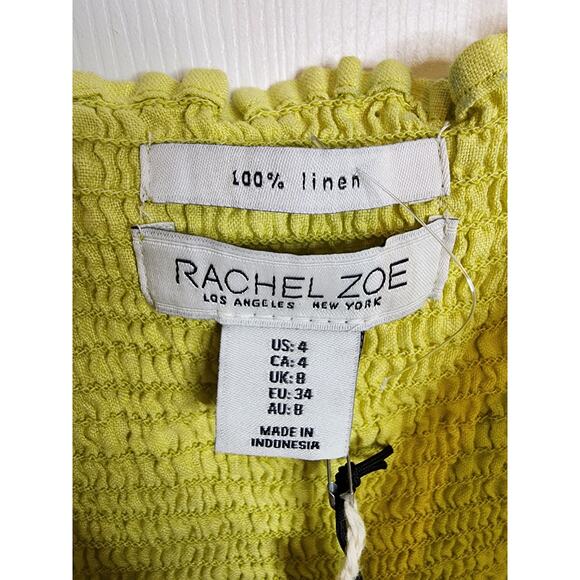 100% linen
RACHEL ZOE
LOS ANGELES NEW YORK
US: 4
CA: 4
UK: 8
EU: 34
AU: 8
MADE IN
INDONESIA